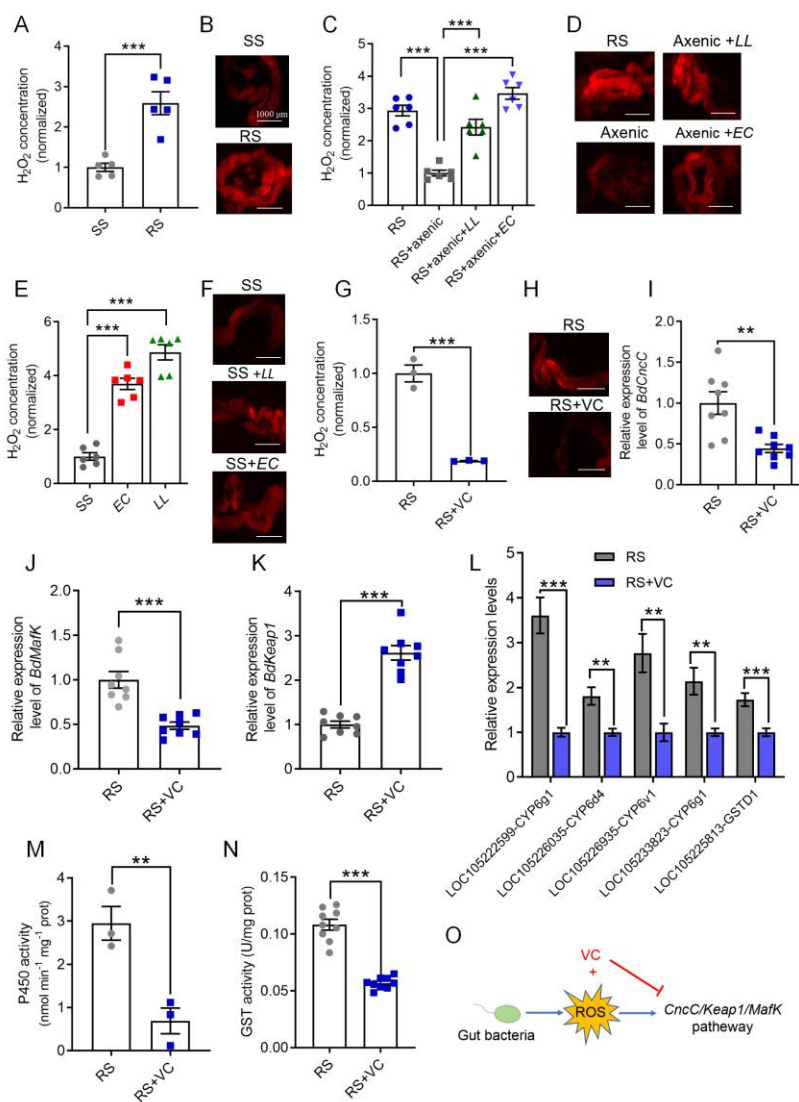 A
H2O2 concentration
(normalized)
4
3
2
1
0
***
SS
RS
B
SS
1000 μm
RS
C
H2O2 concentration
(normalized)
5
4
3
2
1
0
***
***
***
RS
RS+axenic
RS+axenic+LL
RS+axenic+EC
D
RS
Axenic +LL
Axenic
Axenic +EC
E
H2O2 concentration
(normalized)
6
4
2
0
***
***
SS
EC
LL
F
SS
SS +LL
SS+EC
G
H2O2 concentration
(normalized)
1.5
1.0
0.5
0.0
***
RS
RS+VC
H
RS
RS+VC
I
Relative expression
level of BdCncC
2.0
1.5
1.0
0.5
0.0
**
RS
RS+VC
J
Relative expression
level of BdMafK
2.0
1.5
1.0
0.5
0.0
***
RS
RS+VC
K
Relative expression
level of BdKeap1
4
3
2
1
0
***
RS
RS+VC
L
Relative expression levels
5
4
3
2
1
0
RS
RS+VC
***
**
**
**
***
LOC105222599-CYP6g1
LOC105226035-CYP6d4
LOC105226935-CYP6v1
LOC105233823-CYP6g1
LOC105225813-GSTD1
M
P450 activity
(nmol min-1 mg-1 prot)
4
3
2
1
0
**
RS
RS+VC
N
GST activity (U/mg prot)
0.15
0.10
0.05
0.00
***
RS
RS+VC
O
VC
+
ROS
Gut bacteria
CncC/Keap1/MafK
patheway